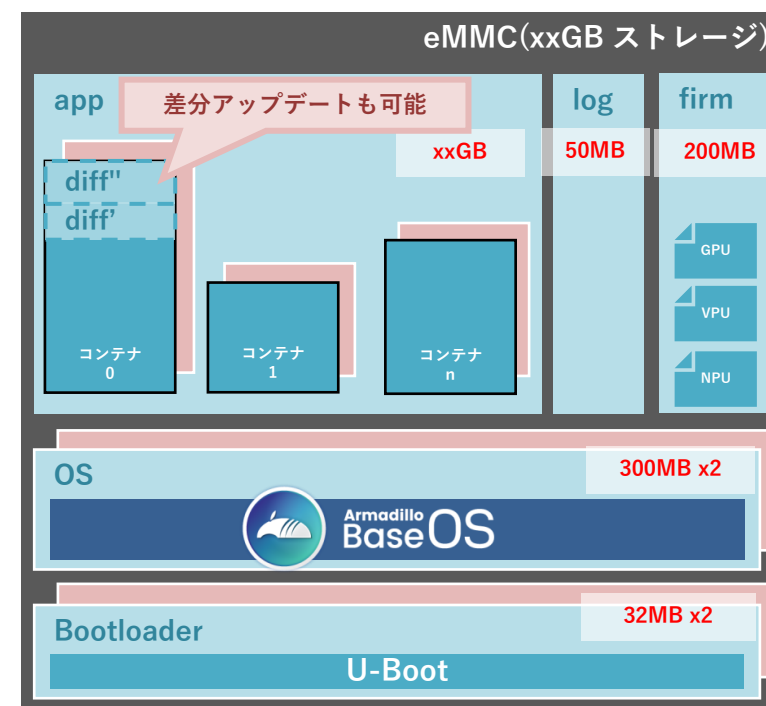 eMMC(xxGB ストレージ)
app
差分アップデートも可能
log
firm
xxGB
50MB
200MB
diff"
diff’
GPU
VPU
NPU
コンテナ
0
コンテナ
1
コンテナ
n
OS
300MB x2
Armadillo
Base OS
Bootloader
32MB x2
U-Boot